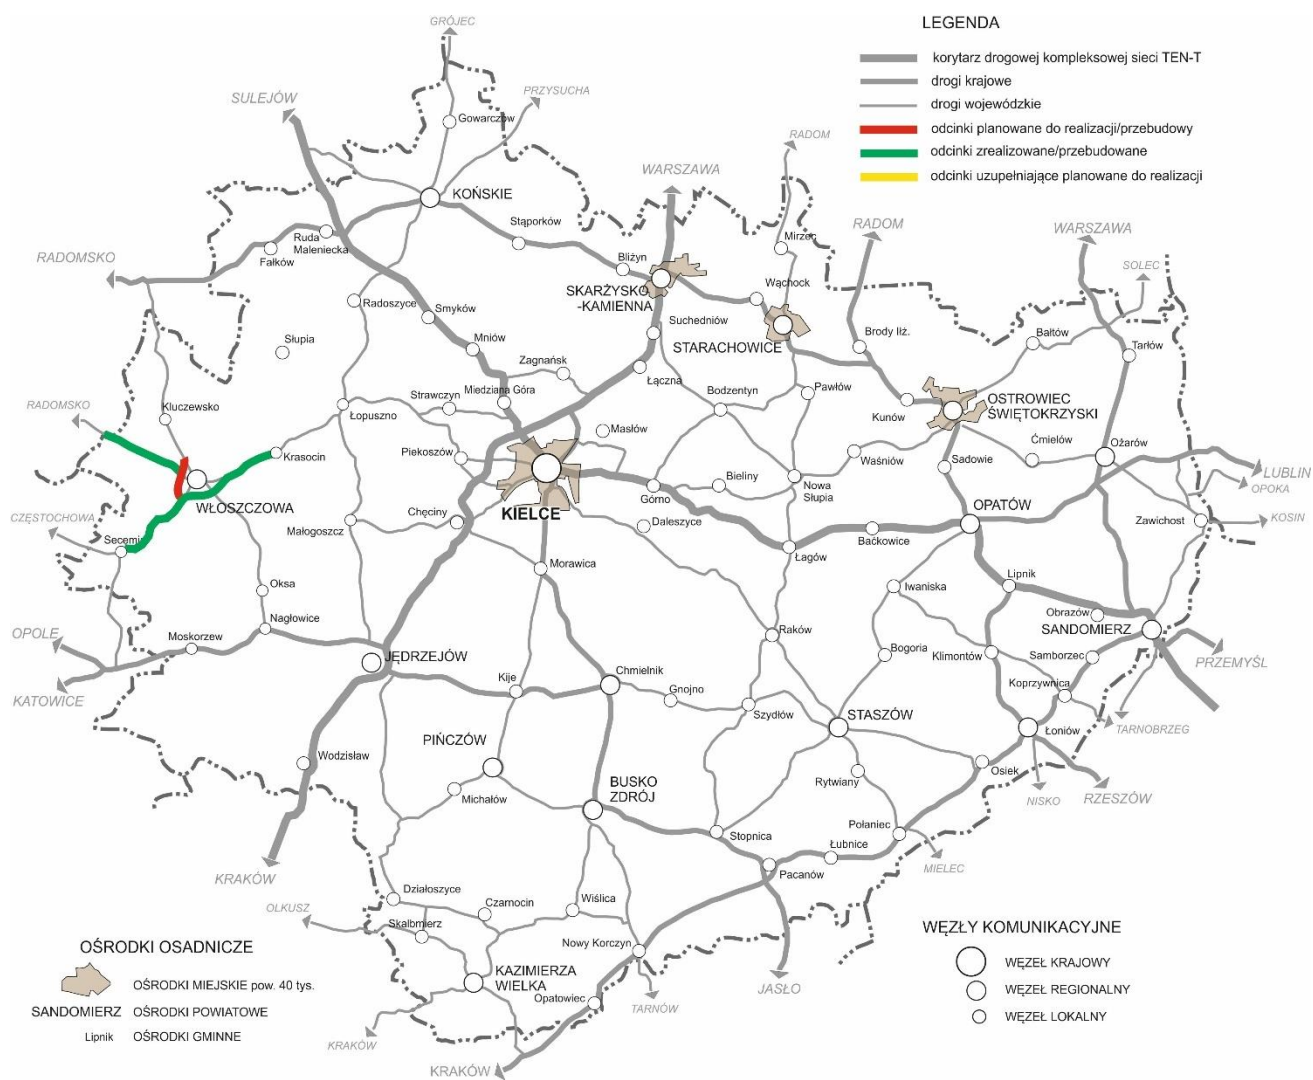 GRÓJEC
LEGENDA
korytarz drogowej kompleksowej sieci TEN-T
drogi krajowe
drogi wojewódzkie
odcinki planowane do realizacji/przebudowy
odcinki zrealizowane/przebudowane
odcinki uzupełniające planowane do realizacji
SULEJÓW
PRZYSUCHA
Gowarczów
RADOM
WARSZAWA
KOŃSKIE
Stąporków
Ruda
Maleniecka
Fałków
RADOMSKO
Bliżyn
SKARŻYSKO
-KAMIENNA
Mirzec
Wąchock
RADOM
WARSZAWA
SOLEC
Radoszyce
Smyków
Suchedniów
STARACHOWICE
Brody Iłż.
Bałtów
Tarłów
Słupia
Mniów
Zagnańsk
Łączna
Miedziana Góra
Strawczyn
Bodzentyn
Pawłów
Kunów
OSTROWIEC
ŚWIĘTOKRZYSKI
RADOMSKO
Kluczewsko
Łopuszno
Masłów
Piekoszów
Krasocin
Waśniów
Ćmielów
Ożarów
Sadowie
LUBLIN
OPOKA
WŁOSZCZOWA
KIELCE
Górno
Bieliny
Nowa
Słupia
OPATÓW
CZĘSTOCHOWA
Secemin
Małogoszcz
Chęciny
Daleszyce
Baćkowice
Zawichost
KOSIN
Łagów
Morawica
Oksa
Iwaniska
Lipnik
Obrazów
SANDOMIERZ
OPOLE
Nagłowice
Moskorzew
Raków
Bogoria
Klimontów
Samborzec
PRZEMYŚL
KATOWICE
JĘDRZEJÓW
Kije
Chmielnik
Gnojno
Koprzywnica
Szydłów
STASZÓW
Łoniów
TARNOBRZEG
PIŃCZÓW
Wodzisław
Osiek
Rytwiany
BUSKO
ZDRÓJ
Michałów
NISKO
RZESZÓW
Stopnica
Połaniec
Łubnice
MIELEC
KRAKÓW
Pacanów
Działoszyce
OLKUSZ
Skalbmierz
Czarnocin
Wiślica
Nowy Korczyn
WĘZŁY KOMUNIKACYJNE
OŚRODKI OSADNICZE
OŚRODKI MIEJSKIE pow. 40 tys.
SANDOMIERZ OŚRODKI POWIATOWE
Lipnik OŚRODKI GMINNE
KAZIMIERZA
WIELKA
Opatowiec
TARNÓW
JASŁO
WĘZEŁ KRAJOWY
WĘZEŁ REGIONALNY
WĘZEŁ LOKALNY
KRAKÓW
KRAKÓW